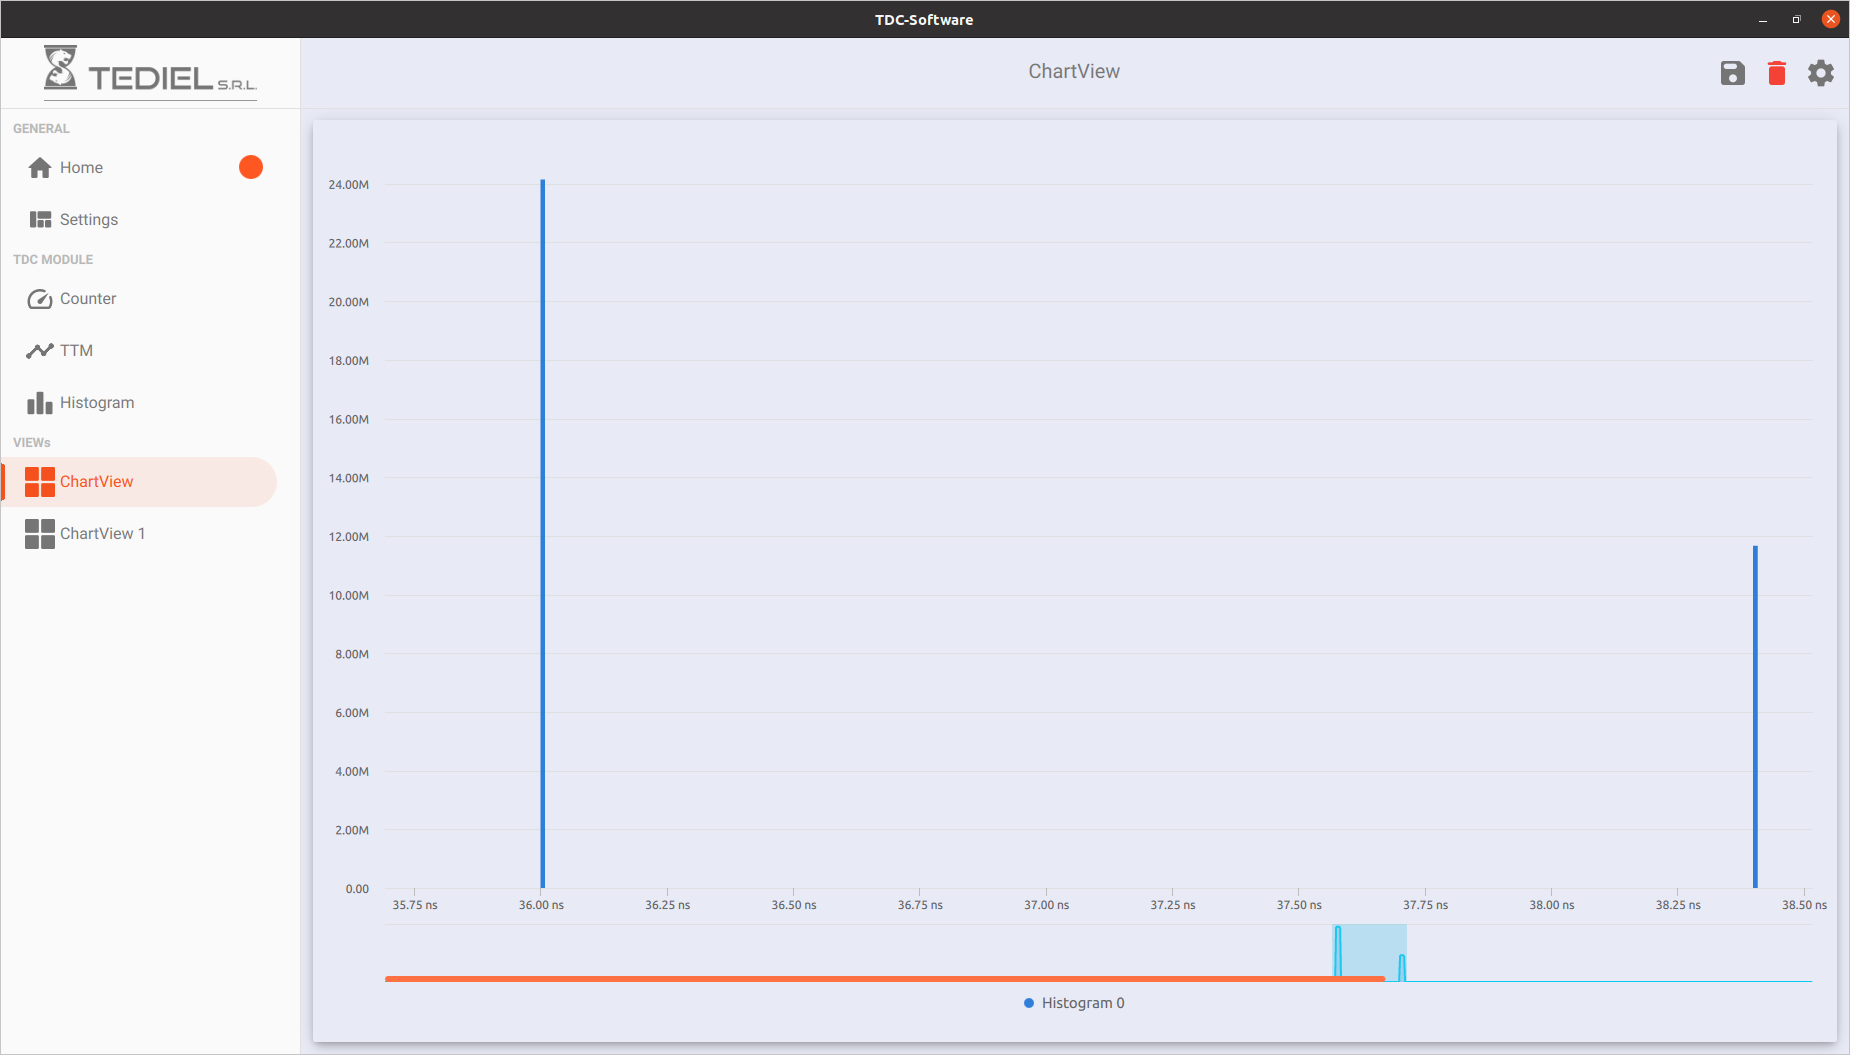 TDC-Software
TEDIEL S.R.L.
ChartView
GENERAL
Home
Settings
TDC MODULE
Counter
TTM
Histogram
VIEWs
ChartView
ChartView 1
24.00M
22.00M
20.00M
18.00M
16.00M
14.00M
12.00M
10.00M
8.00M
6.00M
4.00M
2.00M
0.00
35.75 ns 36.00 ns 36.25 ns 36.50 ns 36.75 ns 37.00 ns 37.25 ns 37.50 ns 37.75 ns 38.00 ns 38.25 ns 38.50 ns
Histogram 0